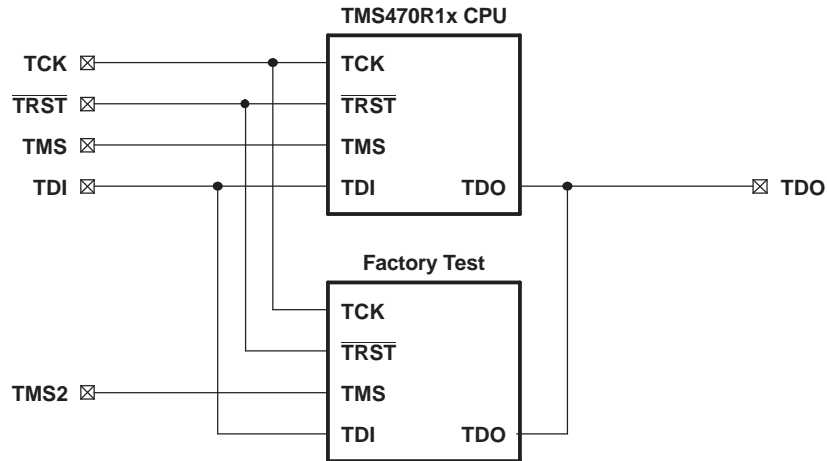 TMS470R1x CPU
TCK
TRST
TMS
TDI
TCK
TRST
TMS
TDI
TDO
TDO
Factory Test
TCK
TRST
TMS2
TMS
TDI
TDO